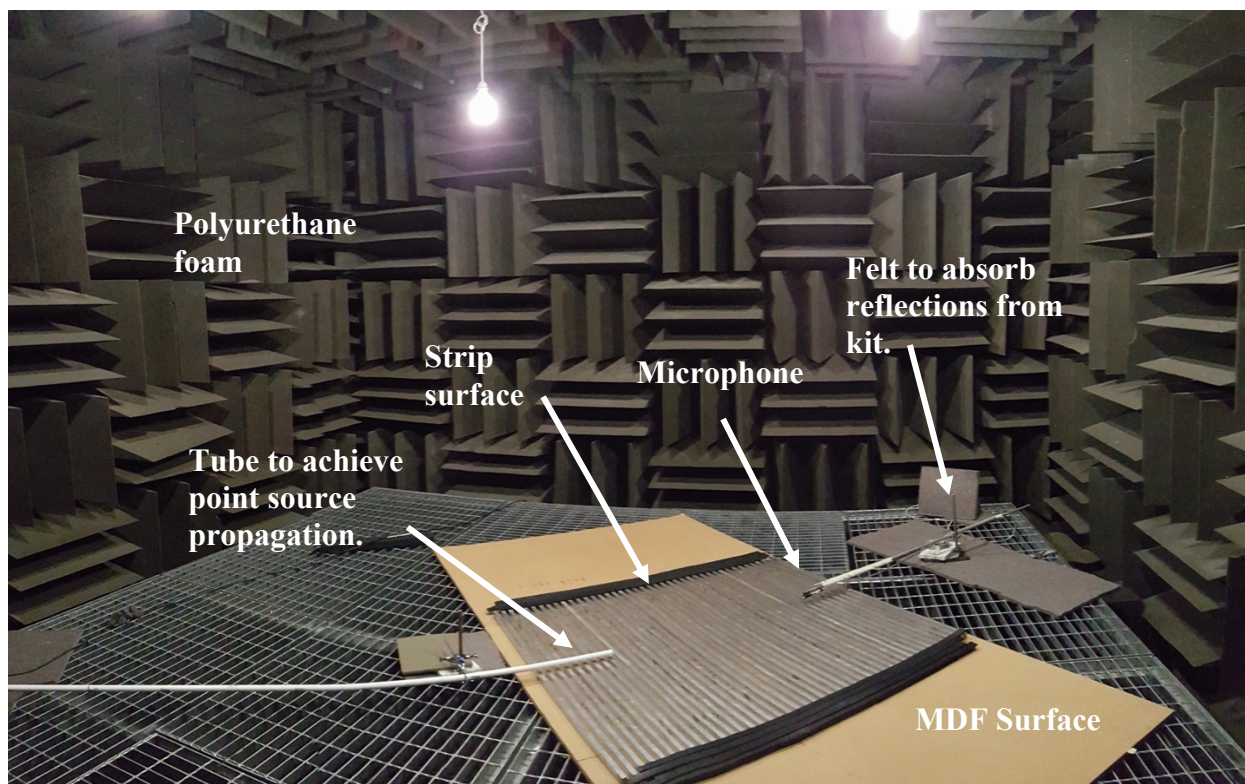 Polyurethane
foam
Felt to absorb
reflections from
kit.
Strip
surface
Microphone
Tube to achieve
point source
propagation.
MDF Surface